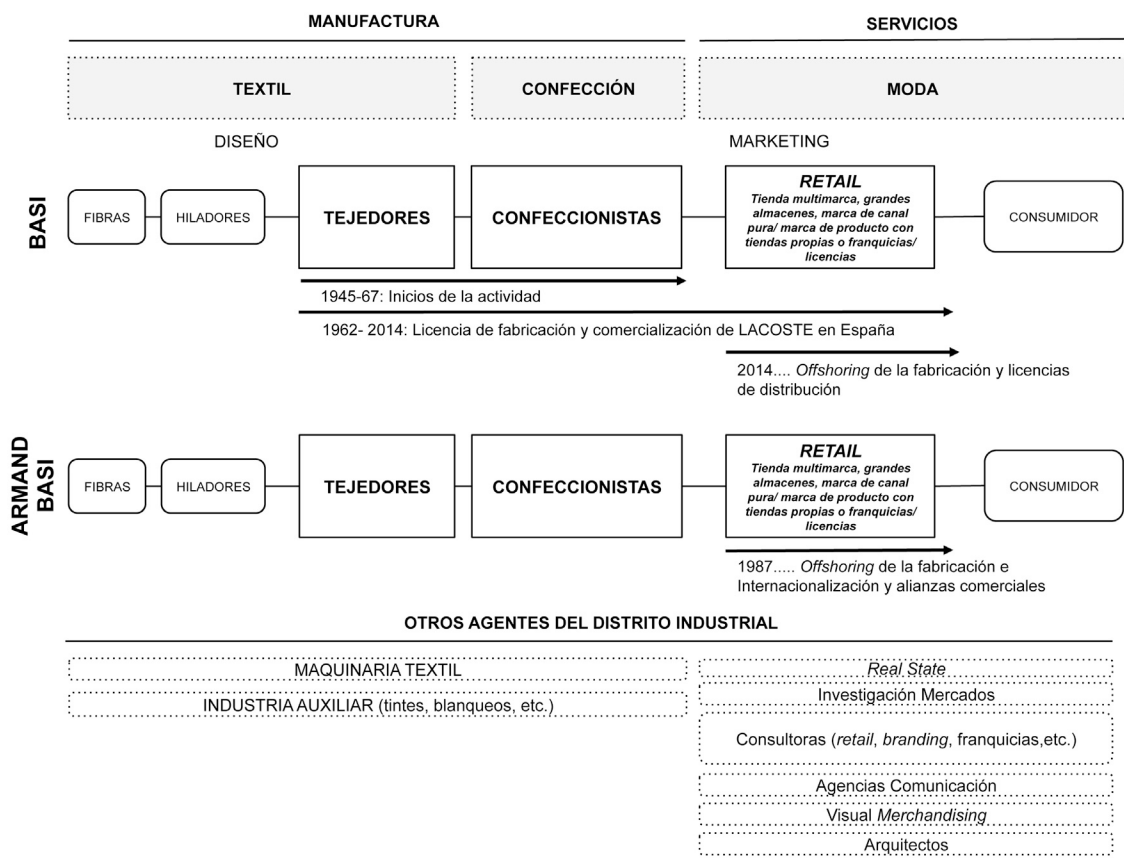 MANUFACTURA
SERVICIOS
TEXTIL
CONFECCIÓN
MODA
DISEÑO
MARKETING
BASI
FIBRAS
HILADORES
TEJEDORES
CONFECCIONISTAS
RETAIL
Tienda multimarca, grandes
almacenes, marca de canal
pura/ marca de producto con
tiendas propias o franquicias/
licencias
CONSUMIDOR
1945-67: Inicios de la actividad
1962- 2014: Licencia de fabricación y comercialización de LACOSTE en España
2014.... Offshoring de la fabricación y licencias
de distribución
ARMAND
BASI
FIBRAS
HILADORES
TEJEDORES
CONFECCIONISTAS
RETAIL
Tienda multimarca, grandes
almacenes, marca de canal
pura/ marca de producto con
tiendas propias o franquicias/
licencias
CONSUMIDOR
1987..... Offshoring de la fabricación e
Internacionalización y alianzas comerciales
OTROS AGENTES DEL DISTRITO INDUSTRIAL
MAQUINARIA TEXTIL
INDUSTRIA AUXILIAR (tintes, blanqueos, etc.)
Real State
Investigación Mercados
Consultoras (retail, branding, franquicias,etc.)
Agencias Comunicación
Visual Merchandising
Arquitectos